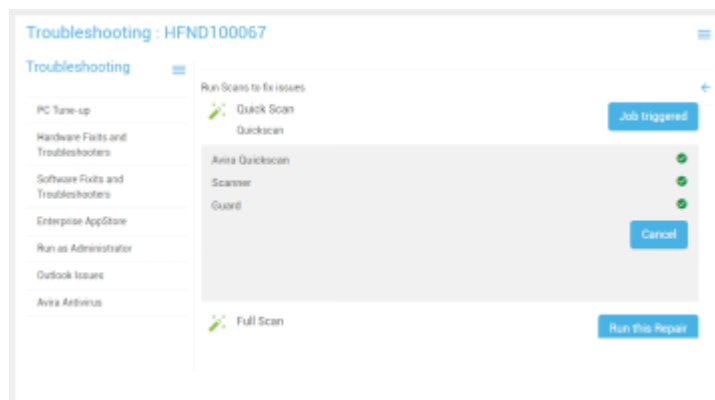 Troubleshooting : HFND100067
Troubleshooting
PC Tune-up
Hardware Fixits and
Troubleshooters
Software Fixits and
Troubleshooters
Enterprise AppStore
Run as Administrator
Outlook Issues
Avira Antivirus
Run Scans to fix issues
Quick Scan
Quickscan
Job triggered
Avira Quickscan
Scanner
Guard
Cancel
Full Scan
Run this Repair